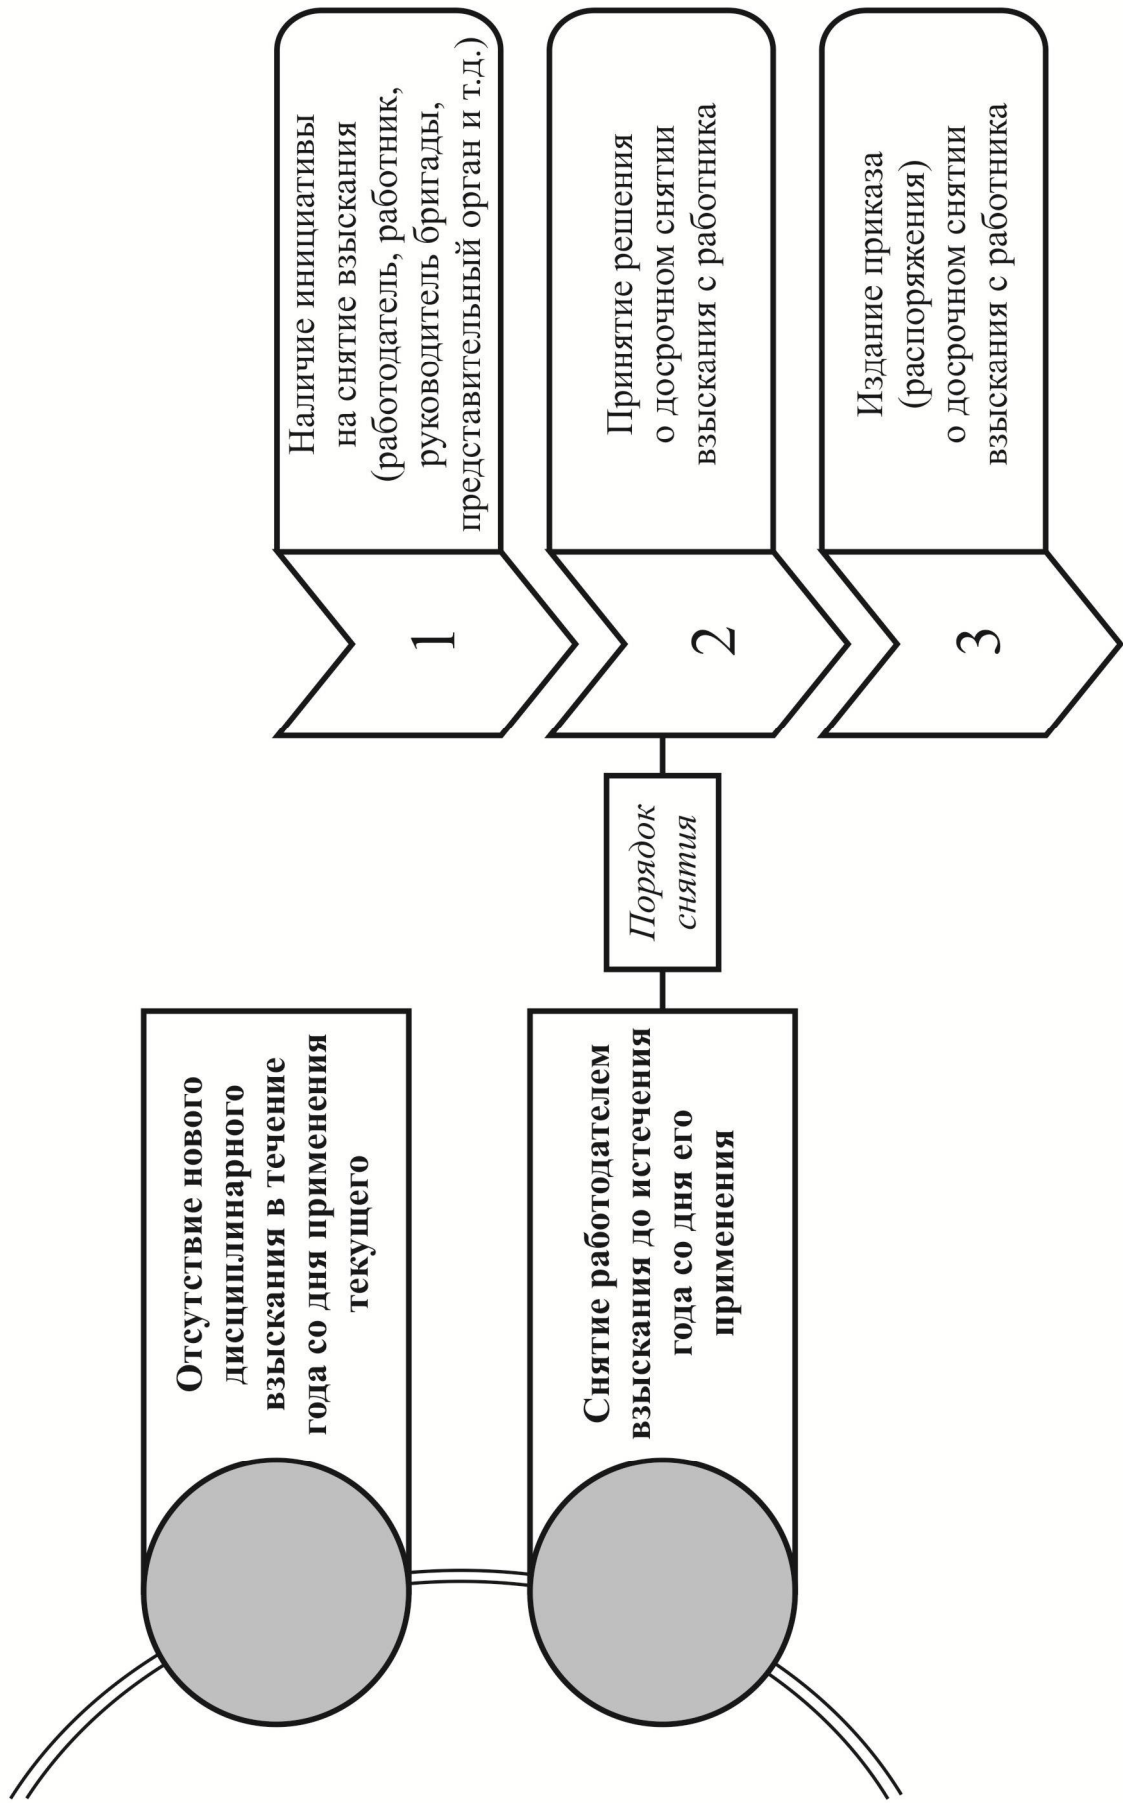 Отсутствие нового
дисциплинарного
взыскания в течение
года со дня применения
текущего
Снятие работодателем
взыскания до истечения
года со дня его
применения
Порядок
снятия
1
Наличие инициативы
на снятие взыскания
(работодатель, работник,
руководитель бригады,
представительный орган и т.д.)
2
Принятие решения
о досрочном снятии
взыскания с работника
3
Издание приказа
(распоряжения)
о досрочном снятии
взыскания с работника